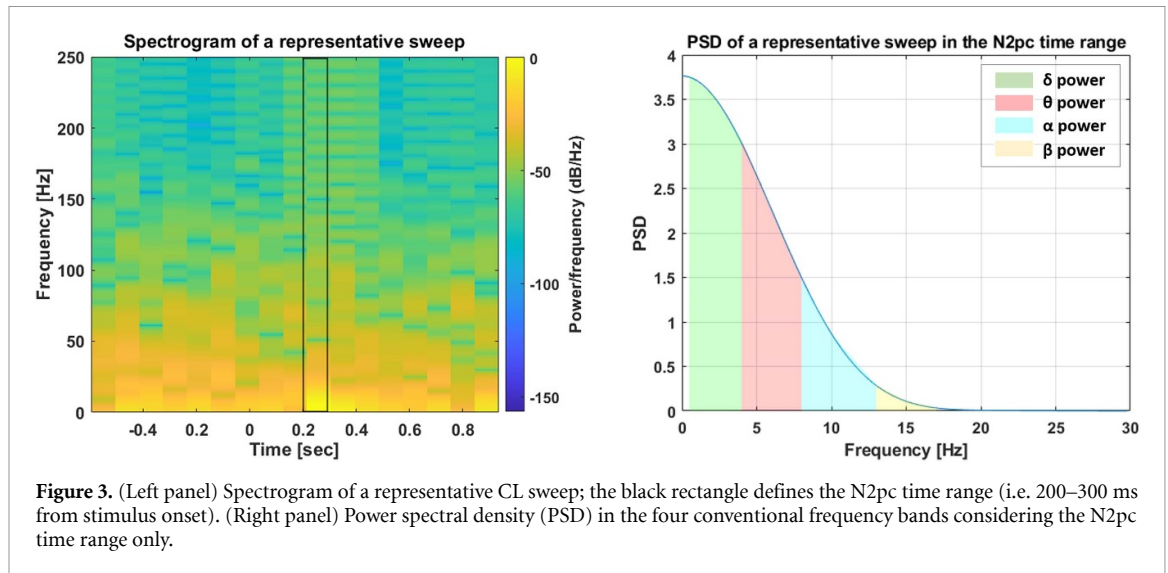 Spectrogram of a representative sweep
250
200
150
100
50
0
Frequency [Hz]
-0.4 -0.2 0 0.2 0.4 0.6 0.8
Time [sec]
0
-50
-100
-150
Power/frequency (dB/Hz)
PSD of a representative sweep in the N2pc time range
4
3.5
3
2.5
2
1.5
1
0.5
0
PSD
0 5 10 15 20 25 30
Frequency [Hz]
δ power
θ power
α power
β power
Figure 3. (Left panel) Spectrogram of a representative CL sweep; the black rectangle defines the N2pc time range (i.e. 200–300 ms
from stimulus onset). (Right panel) Power spectral density (PSD) in the four conventional frequency bands considering the N2pc
time range only.